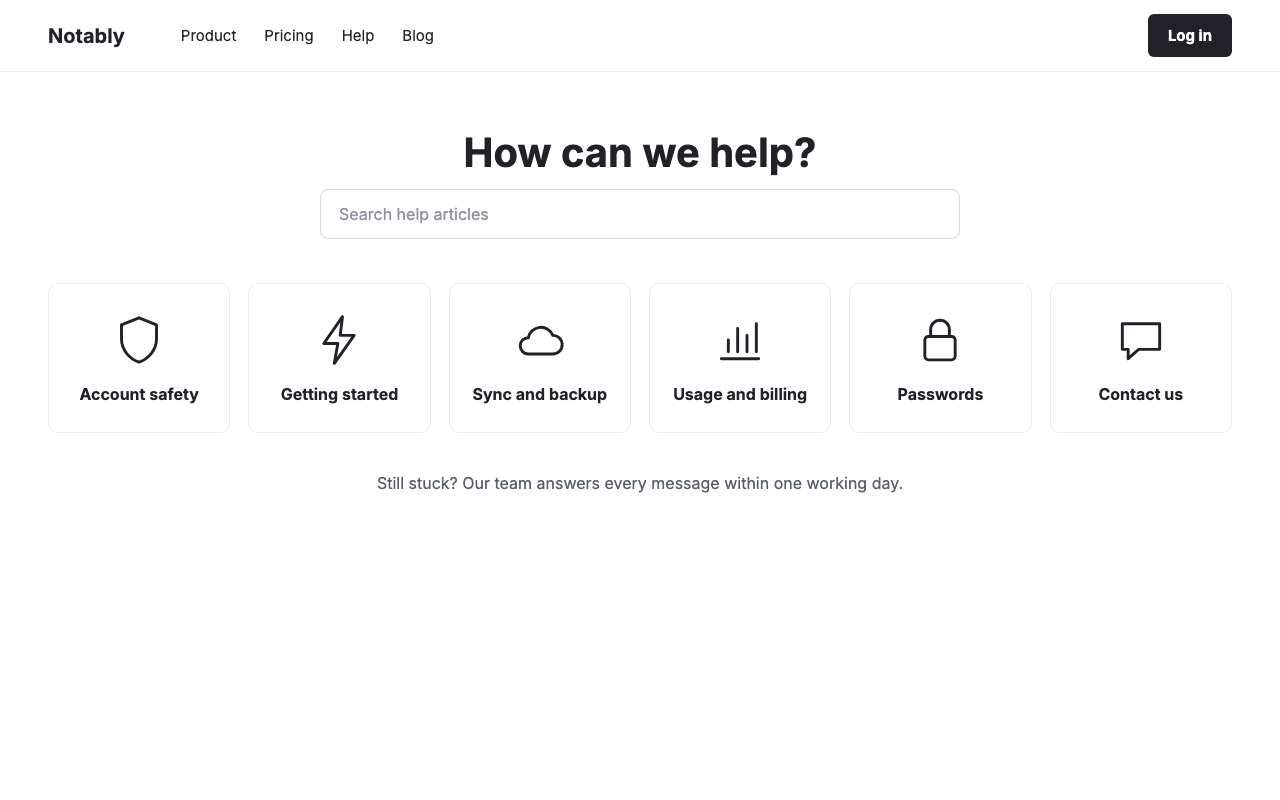 Notably
Product
Pricing
Help
Blog
Log in
How can we help?
Search help articles
Account safety
Getting started
Sync and backup
Usage and billing
Passwords
Contact us
Still stuck? Our team answers every message within one working day.